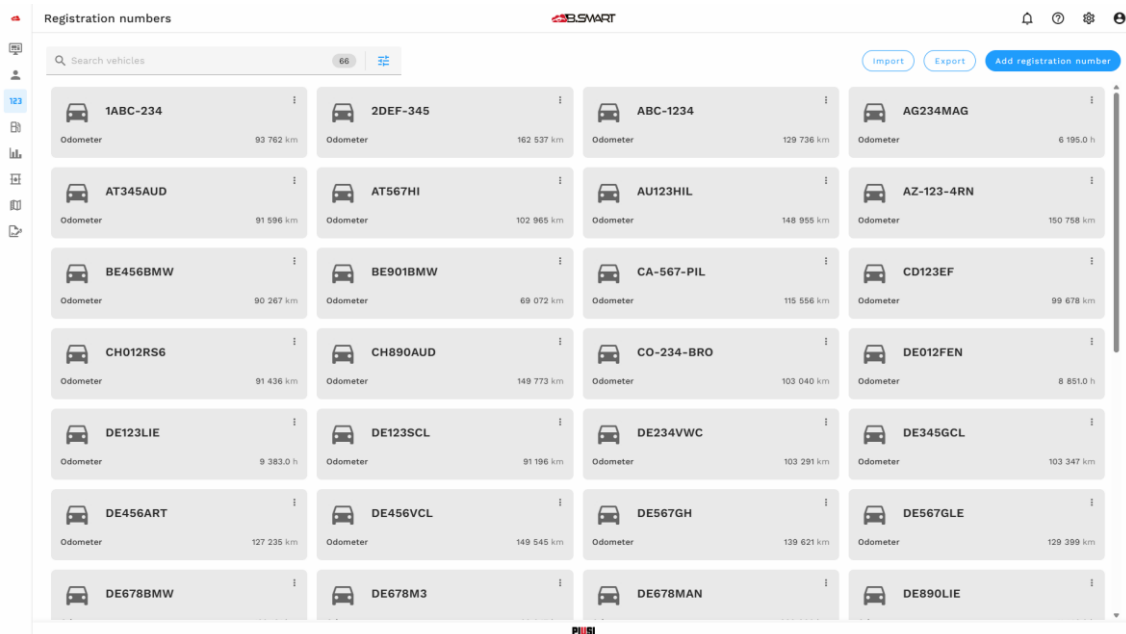 Registration numbers
B.SMART
Search vehicles 66
Import Export Add registration number
123
1ABC-234 2DEF-345 ABC-1234 AG234MAG
Odometer 93 762 km Odometer 162 537 km Odometer 129 736 km Odometer 6 195.0 h
AT345AUD AT567HI AU123HIL AZ-123-4RN
Odometer 91 596 km Odometer 102 965 km Odometer 148 955 km Odometer 150 758 km
BE456BMW BE901BMW CA-567-PIL CD123EF
Odometer 90 267 km Odometer 69 072 km Odometer 115 556 km Odometer 99 678 km
CH012RS6 CH890AUD CO-234-BRO DE012FEN
Odometer 91 436 km Odometer 149 773 km Odometer 103 040 km Odometer 8 851.0 h
DE123LIE DE123SCL DE234VWC DE345GCL
Odometer 9 383.0 h Odometer 91 196 km Odometer 103 291 km Odometer 103 347 km
DE456ART DE456VCL DE567GH DE567GLE
Odometer 127 235 km Odometer 149 545 km Odometer 139 621 km Odometer 129 399 km
DE678BMW DE678M3 DE678MAN DE890LIE
PIUSI